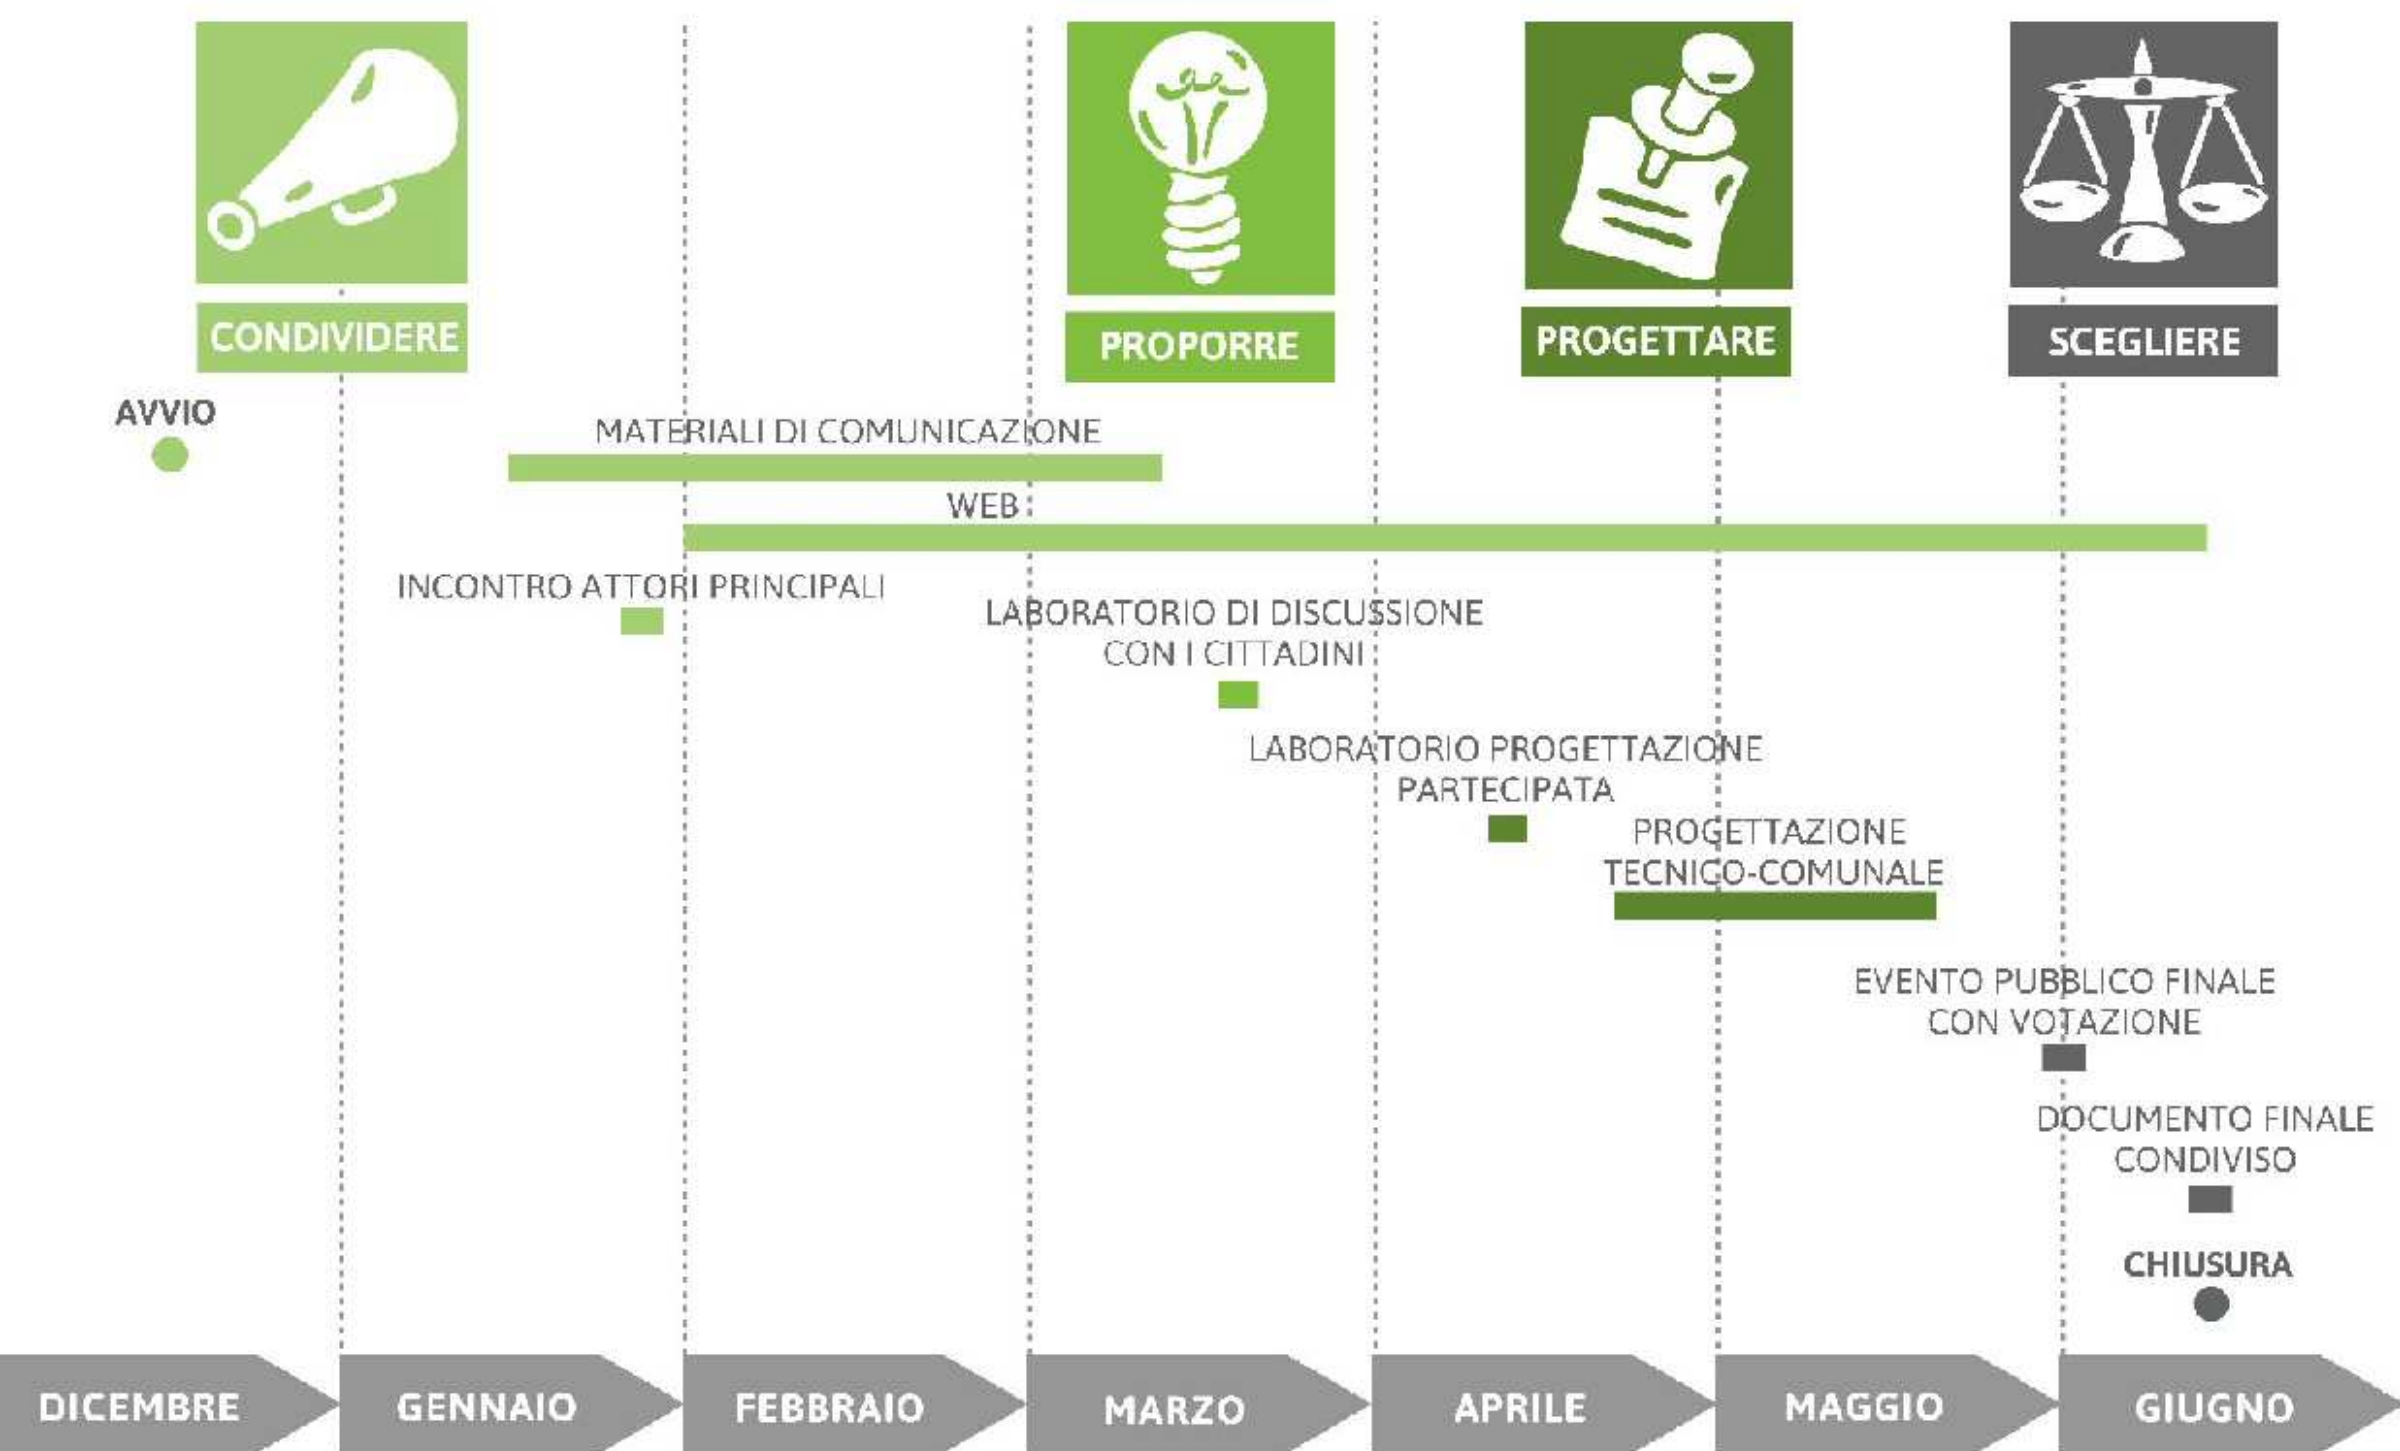 CONDIVIDERE
PROPORRE
PROGETTARE
SCEGLIERE
AVVIO
MATERIALI DI COMUNICAZIONE
WEB
INCONTRO ATTORI PRINCIPALI
LABORATORIO DI DISCUSSIONE
CON I CITTADINI
LABORATORIO PROGETTAZIONE
PARTECIPATA
PROGETTAZIONE
TECNICO-COMUNALE
EVENTO PUBBLICO FINALE
CON VOTAZIONE
DOCUMENTO FINALE
CONDIVISO
CHIUSURA
DICEMBRE
GENNAIO
FEBBRAIO
MARZO
APRILE
MAGGIO
GIUGNO